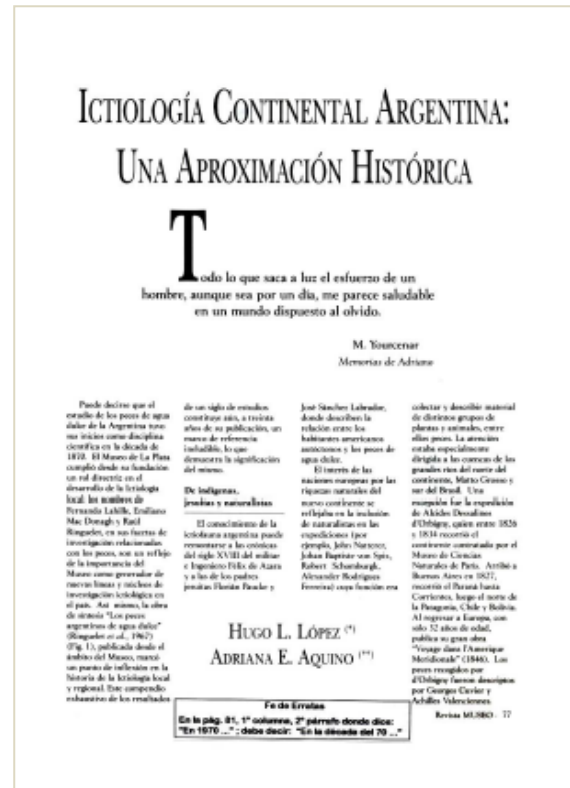 ICTIOLOGÍA CONTINENTAL ARGENTINA:
UNA APROXIMACIÓN HISTÓRICA
Todo lo que saca a luz el esfuerzo de un
hombre, aunque sea por un día, me parece saludable
en un mundo dispuesto al olvido.
M. Yourcenar
Memorias de Adriano
Puede decirse que el
estudio de los peces de agua
dulce de la Argentina tuvo
sus inicios como disciplina
científica en la década de
1870. El Museo de La Plata
cumplió desde su fundación
un rol directriz en el
desarrollo de la Ictiología
local: los nombres de
Fernando Lahille, Emiliano
Mac Donagh y Raúl
Ringuelet, en sus facetas de
investigación relacionadas
con los peces, son un reflejo
de la importancia del
Museo como generador de
nuevas líneas y núcleos de
investigación ictiológica en
el país. Así mismo, la obra
de síntesis "Los peces
argentinos de agua dulce"
(Ringuelet et al., 1967)
(Fig. 1), publicada desde el
ámbito del Museo, marcó
un punto de inflexión en la
historia de la Ictiología local
y regional. Este compendio
exhaustivo de los resultados
de un siglo de estudios
constituye aún, a treinta
años de su publicación, un
marco de referencia
ineludible, lo que
demuestra la significación
del mismo.
De indígenas,
jesuitas y naturalistas
El conocimiento de la
ictiofauna argentina puede
remontarse a las crónicas
del siglo XVIII del militar
e Ingeniero Félix de Azara
y a las de los padres
jesuitas Florián Paucke y
José Sánchez Labrador,
donde describen la
relación entre los
habitantes americanos
autóctonos y los peces de
agua dulce.
El interés de las
naciones europeas por las
riquezas naturales del
nuevo continente se
reflejaba en la inclusión
de naturalistas en las
expediciones (por
ejemplo, John Natterer,
Johan Baptiste von Spix,
Robert Schomburgk,
Alexander Rodrigues
Ferreira) cuya función era
colectar y describir material
de distintos grupos de
plantas y animales, entre
ellos peces. La atención
estaba especialmente
dirigida a las cuencas de los
grandes ríos del norte del
continente, Matto Grosso y
sur del Brasil. Una
excepción fue la expedición
de Alcides Dessalines
d'Orbigny, quien entre 1826
y 1834 recorrió el
continente comisionado por el
Museo de Ciencias
Naturales de París. Arribó a
Buenos Aires en 1827,
recorrió el Paraná hasta
Corrientes, luego el norte de
la Patagonia, Chile y Bolivia.
Al regresar a Europa, con
sólo 32 años de edad,
publica su gran obra
"Voyage dans l'Amerique
Meridionale" (1846). Los
peces recogidos por
d'Orbigny fueron descriptos
por Georges Cuvier y
Achilles Valenciennes.
HUGO L. LÓPEZ (*)
ADRIANA E. AQUINO (**)
Fe de Erratas
En la pág. 81, 1ª columna, 2º párrafo donde dice:
"En 1970 ..." ; debe decir: "En la década del 70 ..."
Revista MUSEO - 77